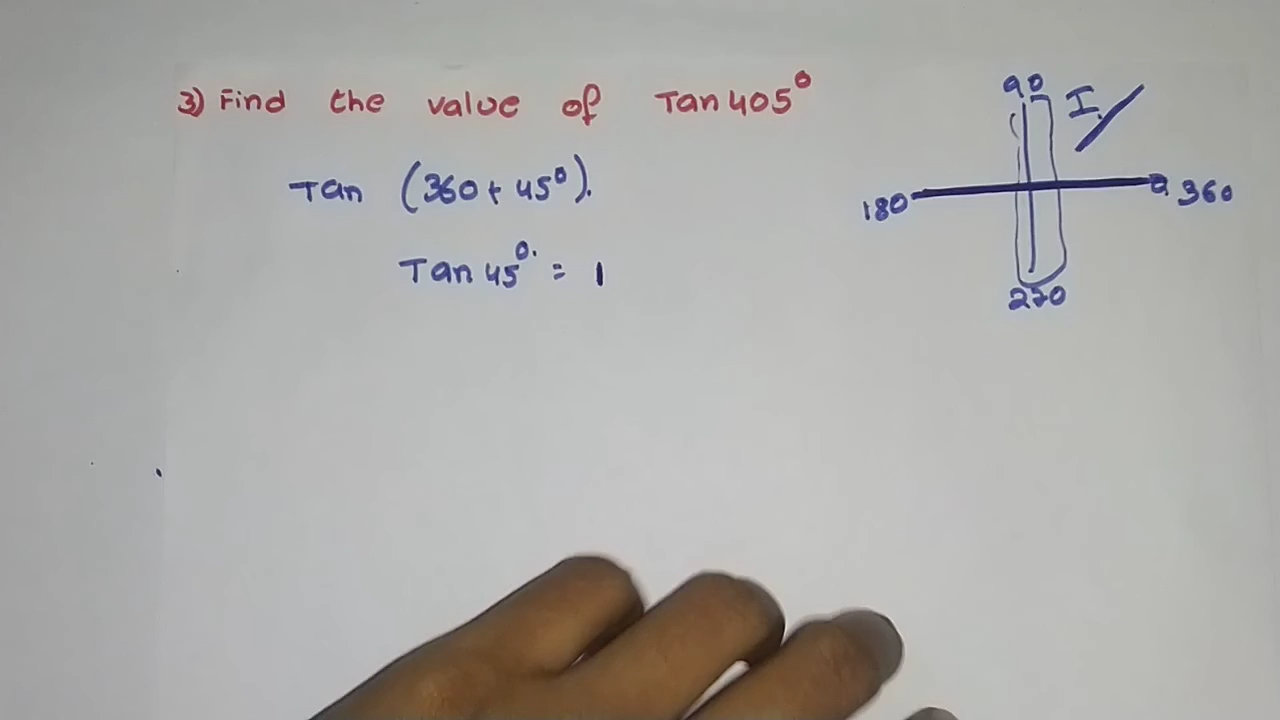 3) Find the value of Tan 405°
Tan (360 + 45°).
Tan 45° = 1
90
I
180
360
270